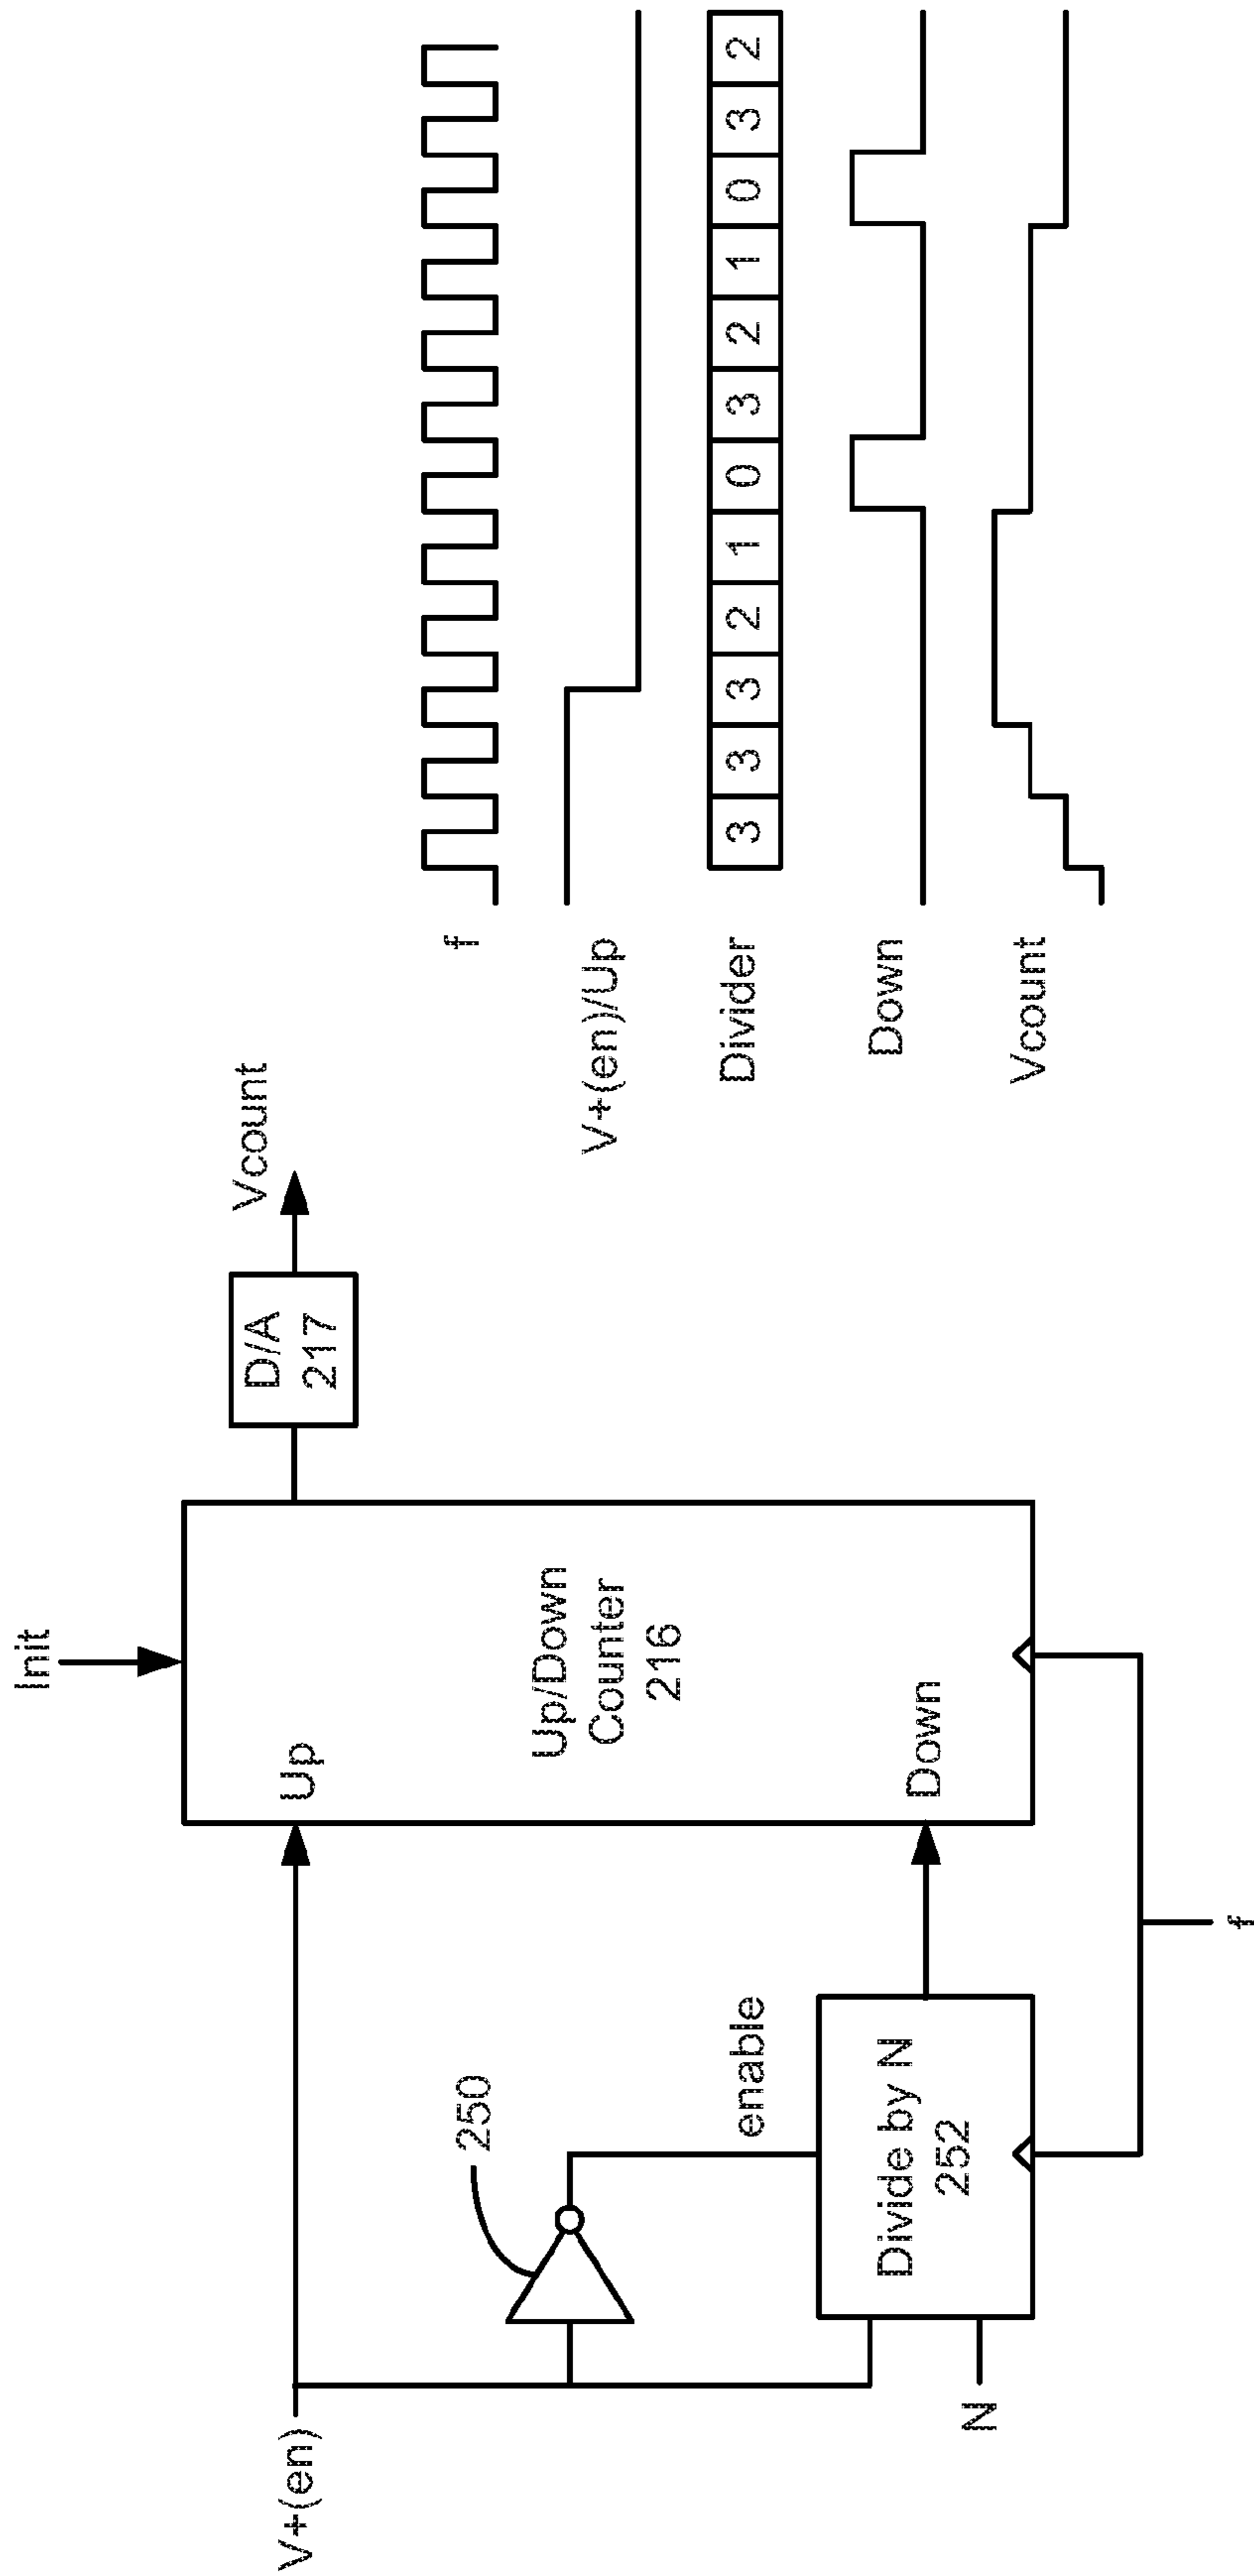 V+(en)
250
enable
N
Divide by N
252
f
Init
Up
Up/Down
Counter
216
Down
D/A
217
Vcount
f
V+(en)/Up
Divider
3 3 3 2 1 0 3 2 1 0 3 2
Down
Vcount